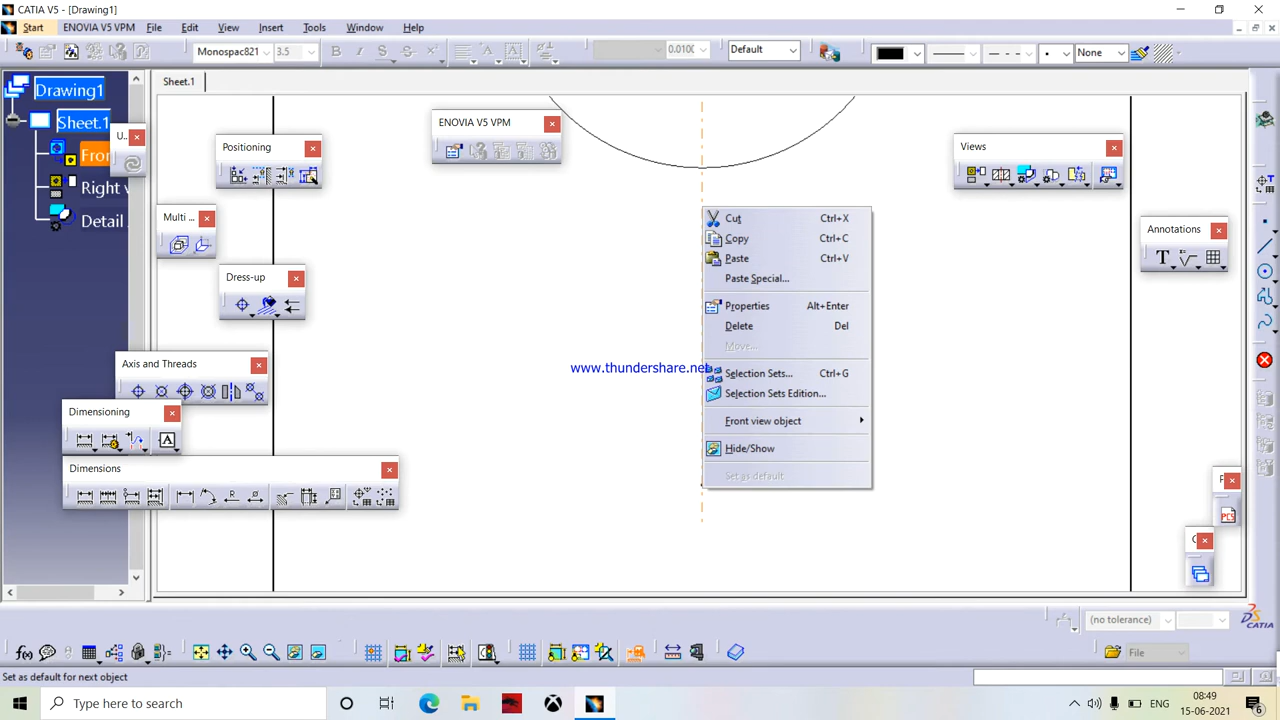 CATIA V5 - [Drawing1]
Start ENOVIA V5 VPM File Edit View Insert Tools Window Help
Monospac821 3.5 B I S S 0.010 Default None
Drawing1
Sheet.1
Sheet.1
U..
Positioning
ENOVIA V5 VPM
Views
Right v
Detail
Multi ...
Annotations
Dress-up
Axis and Threads
Dimensioning
Dimensions
Cut Ctrl+X
Copy Ctrl+C
Paste Ctrl+V
Paste Special...
Properties Alt+Enter
Delete Del
Move...
Selection Sets... Ctrl+G
Selection Sets Edition...
Front view object
Hide/Show
Set as default
www.thundershare.net
PCS
(no tolerance)
CATIA
File
Set as default for next object
Type here to search
ENG
08:49
15-06-2021
6